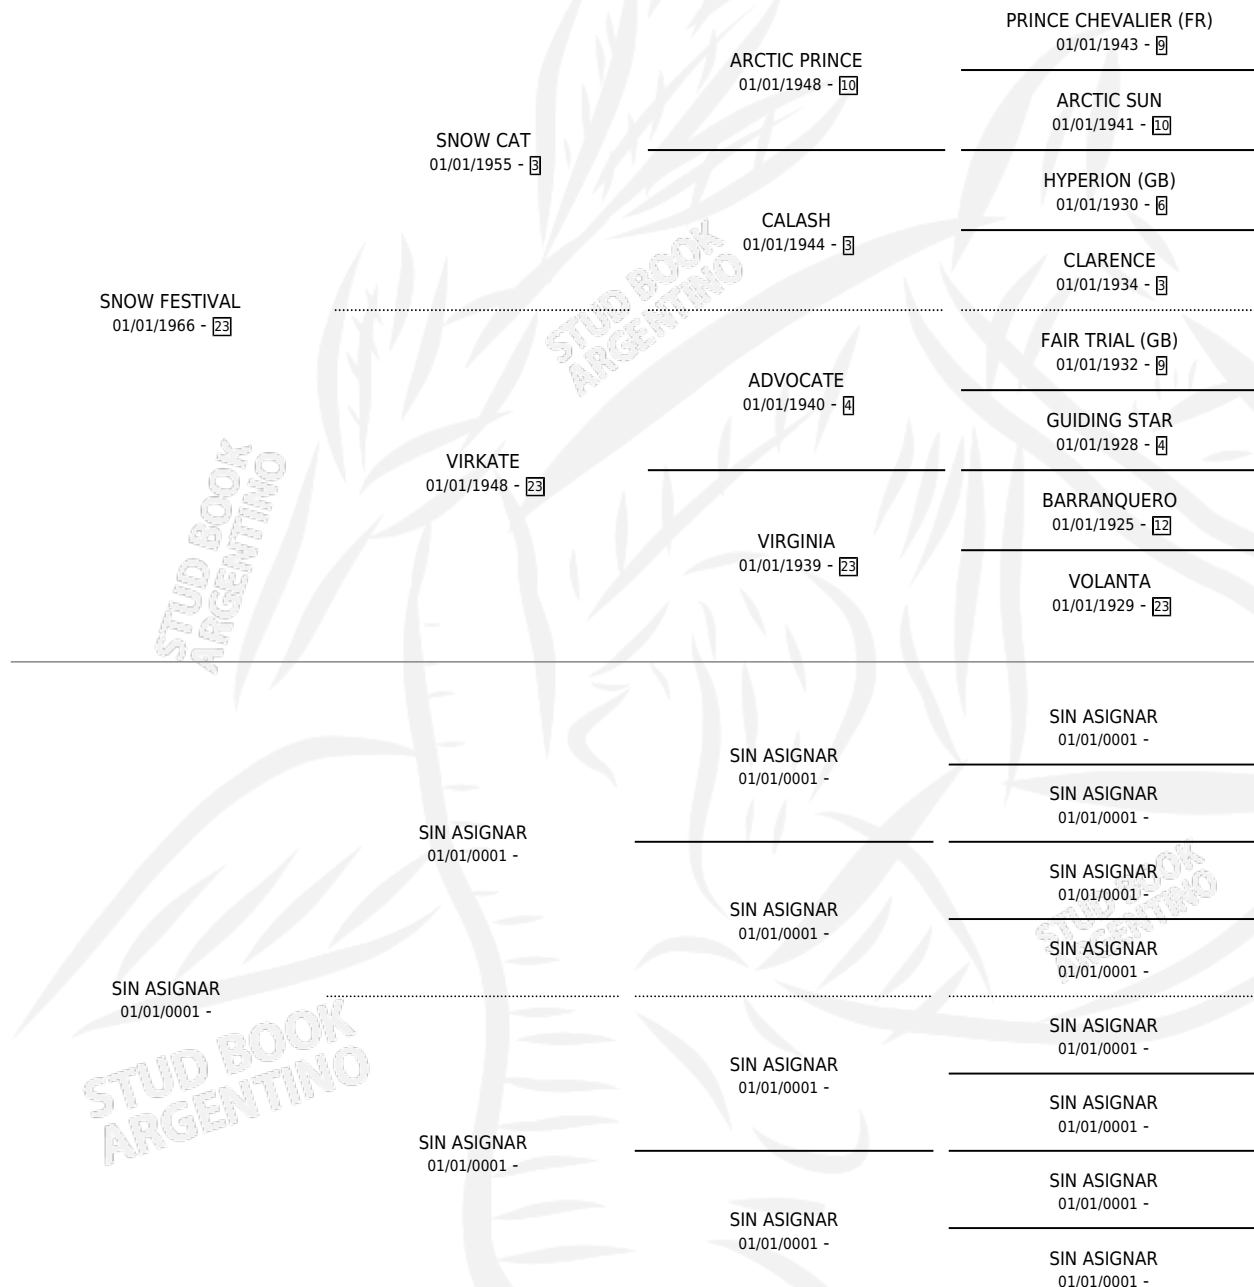 PRINCE CHEVALIER (FR)
01/01/1943 - 9
ARCTIC PRINCE
01/01/1948 - 10
ARCTIC SUN
01/01/1941 - 10
SNOW CAT
01/01/1955 - 3
HYPERION (GB)
01/01/1930 - 6
CALASH
01/01/1944 - 3
CLARENCE
01/01/1934 - 3
SNOW FESTIVAL
01/01/1966 - 23
FAIR TRIAL (GB)
01/01/1932 - 9
ADVOCATE
01/01/1940 - 4
GUIDING STAR
01/01/1928 - 4
VIRKATE
01/01/1948 - 23
BARRANQUERO
01/01/1925 - 12
VIRGINIA
01/01/1939 - 23
VOLANTA
01/01/1929 - 23
STUD BOOK
ARGENTINO
STUD BOOK
ARGENTINO
SIN ASIGNAR
01/01/0001 -
SIN ASIGNAR
01/01/0001 -
SIN ASIGNAR
01/01/0001 -
SIN ASIGNAR
01/01/0001 -
SIN ASIGNAR
01/01/0001 -
SIN ASIGNAR
01/01/0001 -
SIN ASIGNAR
01/01/0001 -
SIN ASIGNAR
01/01/0001 -
SIN ASIGNAR
01/01/0001 -
SIN ASIGNAR
01/01/0001 -
SIN ASIGNAR
01/01/0001 -
SIN ASIGNAR
01/01/0001 -
SIN ASIGNAR
01/01/0001 -
SIN ASIGNAR
01/01/0001 -
SIN ASIGNAR
01/01/0001 -
STUD BOOK
ARGENTINO
STUD BOOK
ARGENTINO